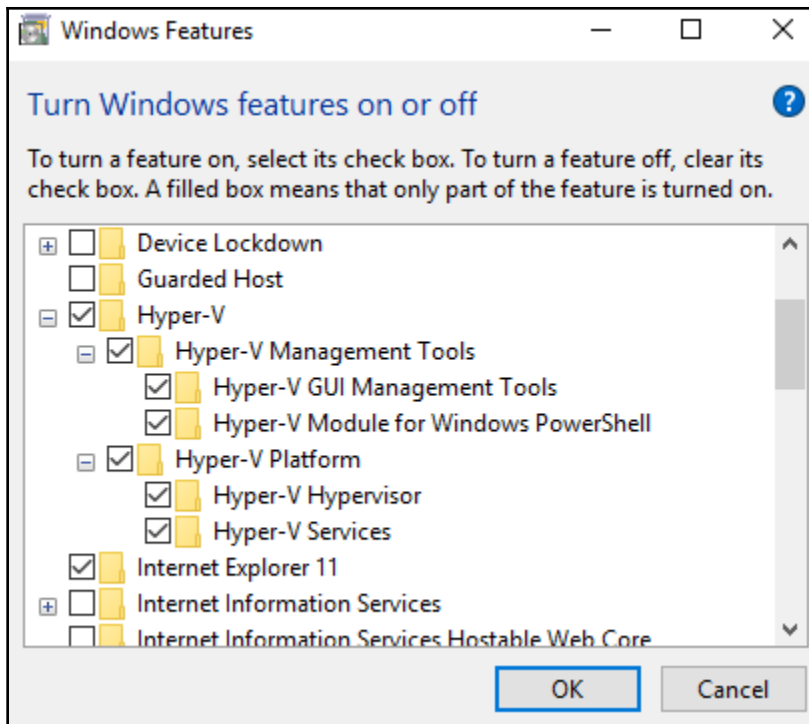 Windows Features
Turn Windows features on or off
To turn a feature on, select its check box. To turn a feature off, clear its
check box. A filled box means that only part of the feature is turned on.
Device Lockdown
Guarded Host
Hyper-V
Hyper-V Management Tools
Hyper-V GUI Management Tools
Hyper-V Module for Windows PowerShell
Hyper-V Platform
Hyper-V Hypervisor
Hyper-V Services
Internet Explorer 11
Internet Information Services
Internet Information Services Hostable Web Core
OK Cancel